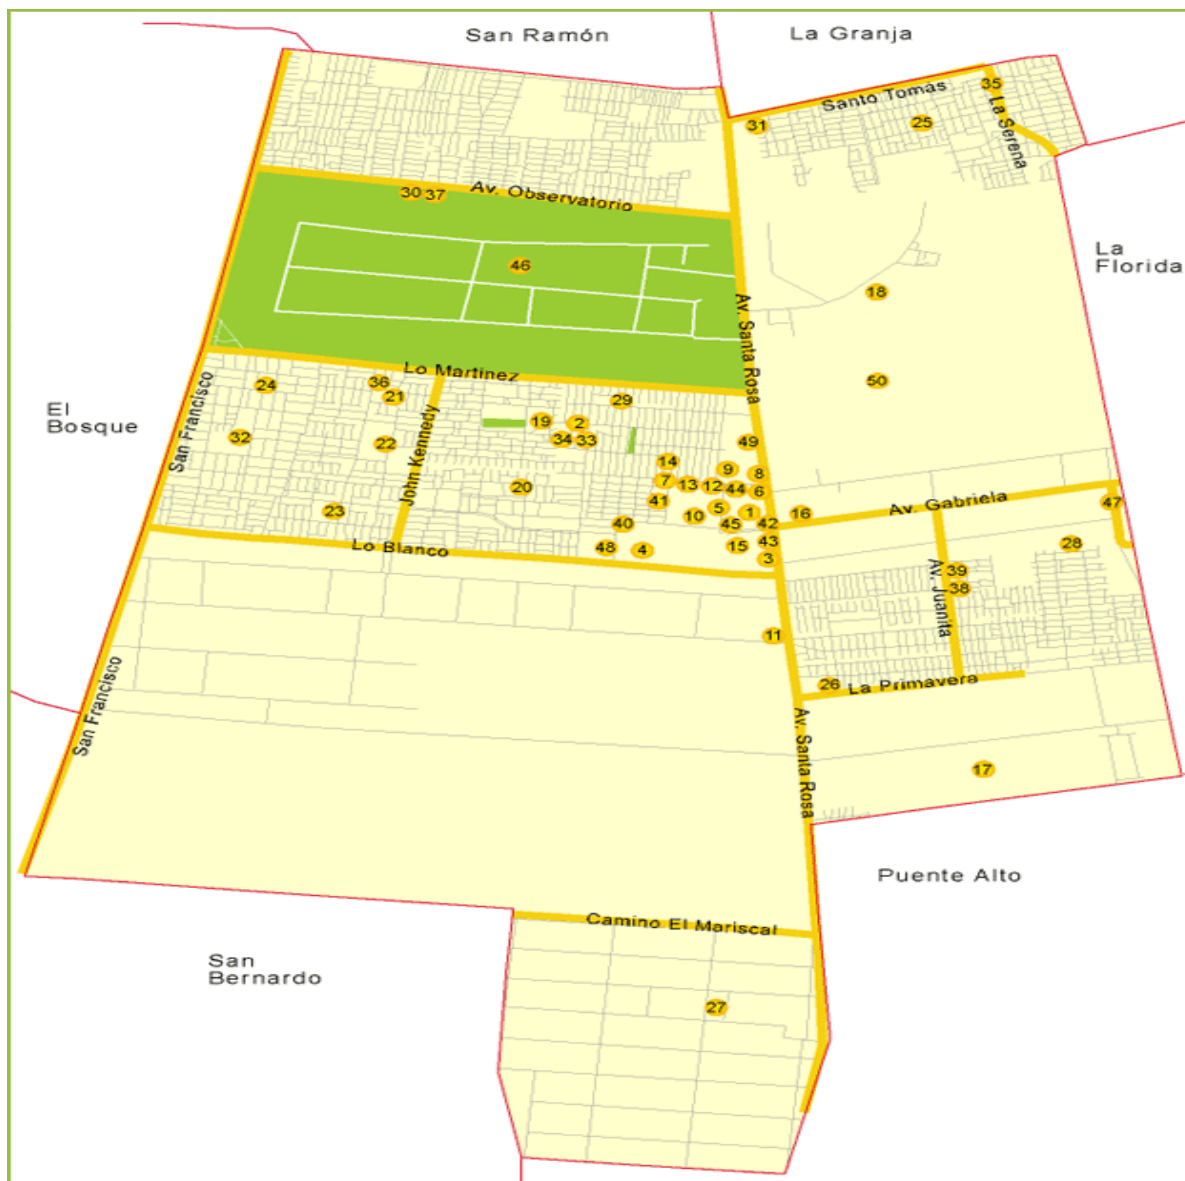 San Ramón
La Granja
Santo Tomás
35
La Serena
31
25
30
37
Av. Observatorio
La
Florida
46
18
Av. Santa Rosa
Lo Martinez
24
36
21
50
San Francisco
El
Bosque
John Kennedy
29
19
2
32
22
34
33
49
14
9
8
7
13
12
44
6
20
41
5
1
16
Av. Gabriela
47
23
10
40
45
42
Lo Blanco
48
4
15
43
3
28
39
38
Av. Juanita
11
San Francisco
26
La Primavera
Av. Santa Rosa
17
Puente Alto
Camino El Mariscal
San
Bernardo
27